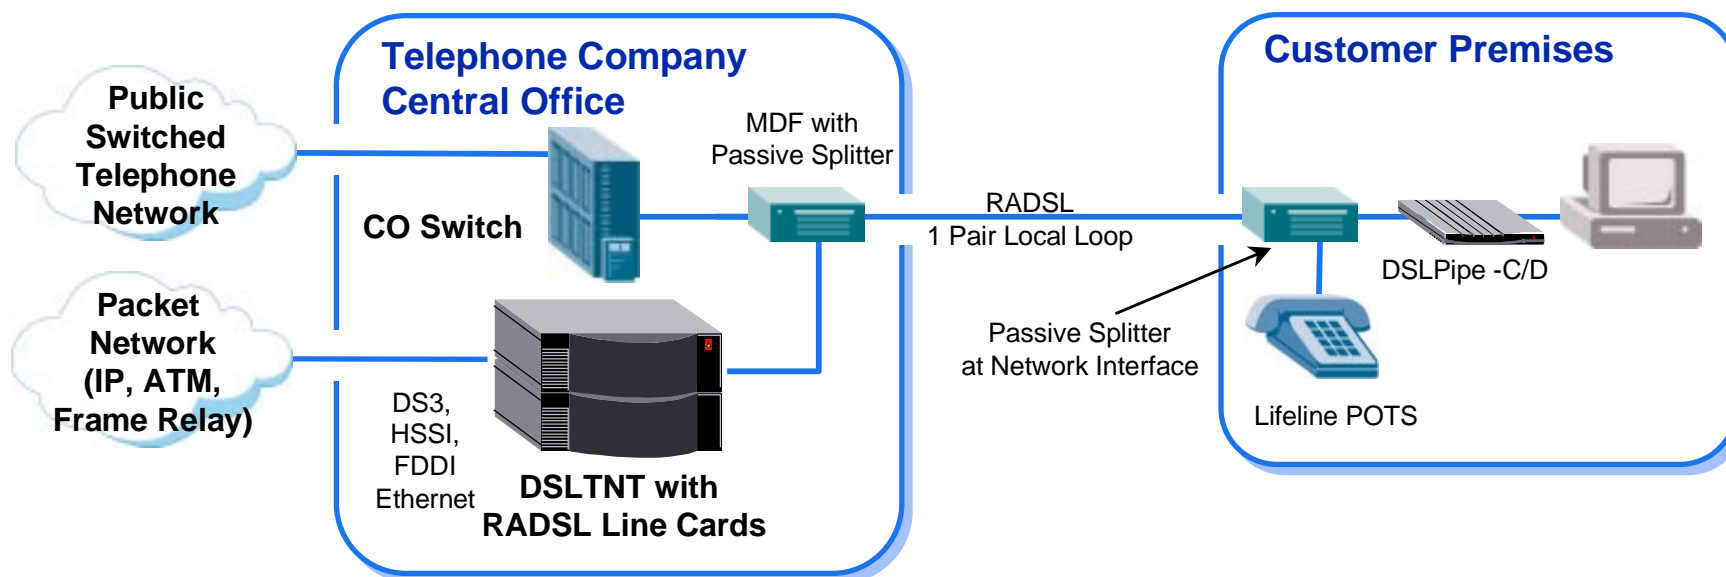 Telephone Company
Central Office
Customer Premises
Public
Switched
Telephone
Network
MDF with
Passive Splitter
CO Switch
RADSL
1 Pair Local Loop
DSLPipe -C/D
Packet
Network
(IP, ATM,
Frame Relay)
Passive Splitter
at Network Interface
DS3,
HSSI,
FDDI
Ethernet
Lifeline POTS
DSLTNT with
RADSL Line Cards